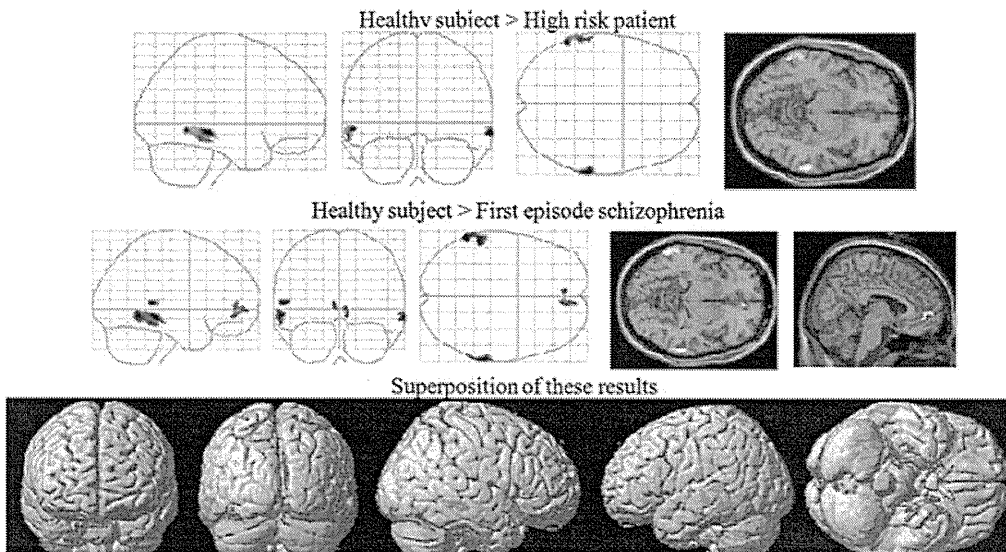 Healthy subject > High risk patient
Healthy subject > First episode schizophrenia
Superposition of these results